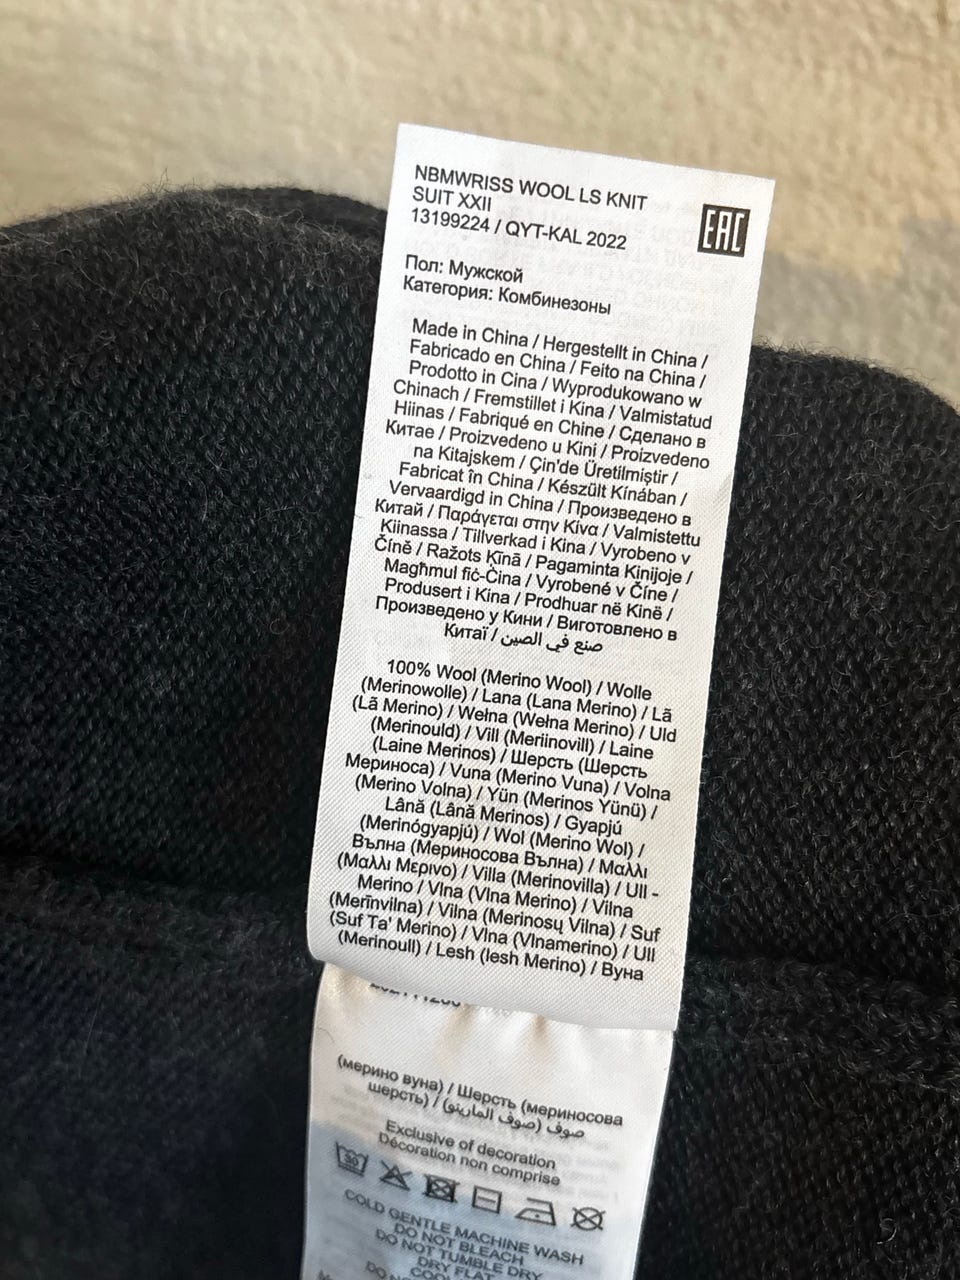 NBMWRISS WOOL LS KNIT
SUIT XXII
13199224 / QYT-KAL 2022
EAC
Пол: Мужской
Категория: Комбинезоны
Made in China / Hergestellt in China /
Fabricado en China / Feito na China /
Prodotto in Cina / Wyprodukowano w
Chinach / Fremstillet i Kina / Valmistatud
Hiinas / Fabriqué en Chine / Сделано в
Китае / Proizvedeno u Kini / Proizvedeno
na Kitajskem / Çin'de Üretilmiştir /
Fabricat în China / Készült Kínában /
Vervaardigd in China / Произведено в
Китай / Παράγεται στην Κίνα / Valmistettu
Kiinassa / Tillverkad i Kina / Vyrobeno v
Číně / Ražots Ķīnā / Pagaminta Kinijoje /
Magħmul fiċ-Ċina / Vyrobené v Číne /
Produsert i Kina / Prodhuar në Kinë /
Произведено у Кини / Виготовлено в
Китаї / صنع في الصين
100% Wool (Merino Wool) / Wolle
(Merinowolle) / Lana (Lana Merino) / Lã
(Lã Merino) / Wełna (Wełna Merino) / Uld
(Merinould) / Vill (Meriinovill) / Laine
(Laine Merinos) / Шерсть (Шерсть
Мериноса) / Vuna (Merino Vuna) / Volna
(Merino Volna) / Yün (Merinos Yünü) /
Lână (Lână Merinos) / Gyapjú
(Merinógyapjú) / Wol (Merino Wol) /
Вълна (Мериносова Вълна) / Μαλλι
(Μαλλι Μερινο) / Villa (Merinovilla) / Ull -
Merino / Vlna (Vlna Merino) / Vilna
(Merīnvilna) / Vilna (Merinosų Vilna) / Suf
(Suf Ta' Merino) / Vlna (Vlnamerino) / Ull
(Merinoull) / Lesh (lesh Merino) / Вуна
(мерино вуна) / Шерсть (мериносова
шерсть) / صوف (صوف المارينو)
Exclusive of decoration
Décoration non comprise
30
COLD GENTLE MACHINE WASH
DO NOT BLEACH
DO NOT TUMBLE DRY
DRY FLAT